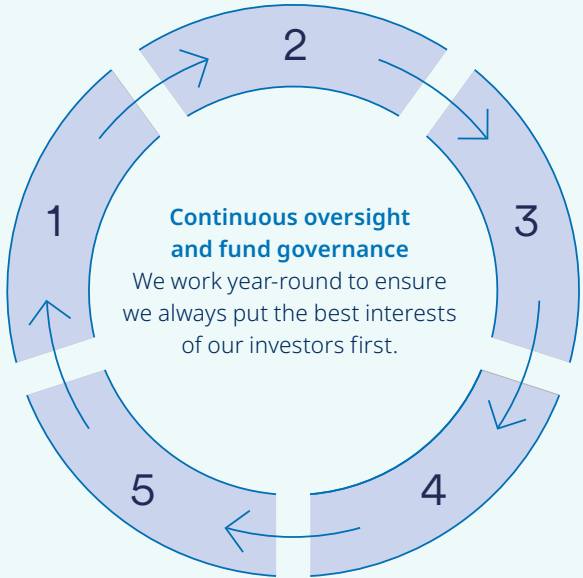 2
1
3
Continuous oversight
and fund governance
We work year-round to ensure
we always put the best interests
of our investors first.
5
4